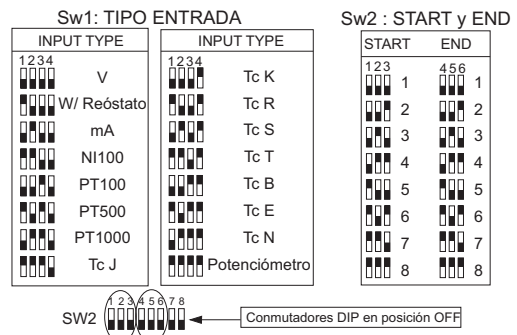 Sw1: TIPO ENTRADA
INPUT TYPE
1234
V
W/ Reóstato
mA
NI100
PT100
PT500
PT1000
Tc J
INPUT TYPE
1234
Tc K
Tc R
Tc S
Tc T
Tc B
Tc E
Tc N
Potenciómetro
Sw2 : START y END
START END
123 456
1 1
2 2
3 3
4 4
5 5
6 6
7 7
8 8
1 2 3 4 5 6 7 8
SW2
Conmutadores DIP en posición OFF